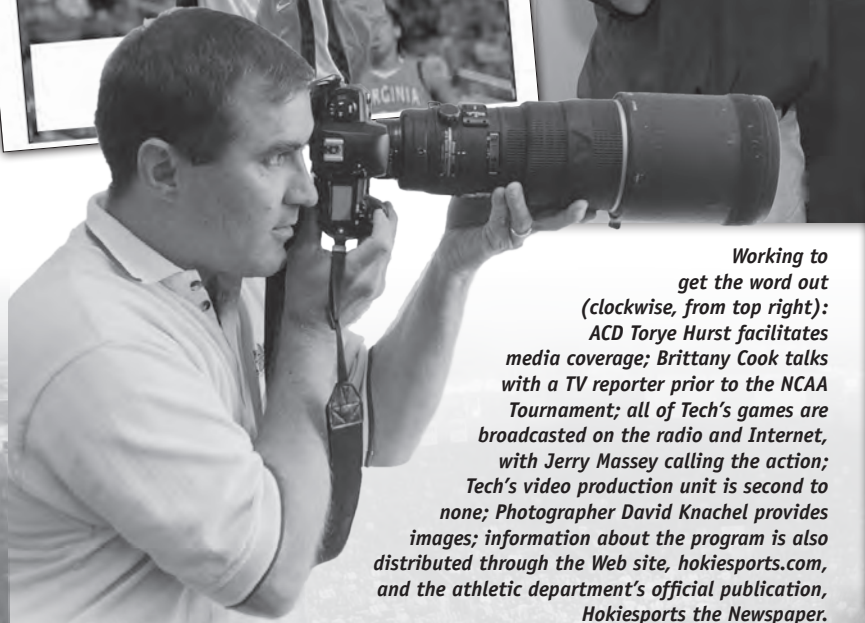 RGINIA
Working to
get the word out
(clockwise, from top right):
ACD Torye Hurst facilitates
media coverage; Brittany Cook talks
with a TV reporter prior to the NCAA
Tournament; all of Tech's games are
broadcasted on the radio and Internet,
with Jerry Massey calling the action;
Tech's video production unit is second to
none; Photographer David Knachel provides
images; information about the program is also
distributed through the Web site, hokiesports.com,
and the athletic department's official publication,
Hokiesports the Newspaper.